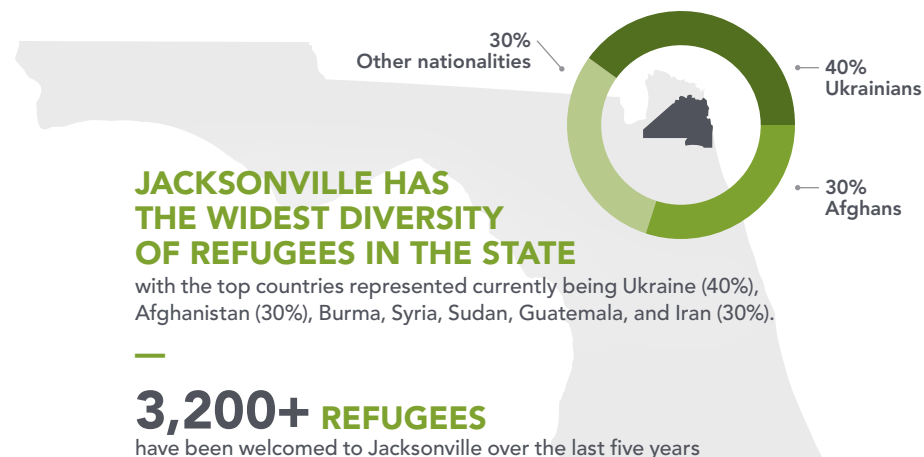 30%
Other nationalities
40%
Ukrainians
30%
Afghans
JACKSONVILLE HAS
THE WIDEST DIVERSITY
OF REFUGEES IN THE STATE
with the top countries represented currently being Ukraine (40%),
Afghanistan (30%), Burma, Syria, Sudan, Guatemala, and Iran (30%).
3,200+ REFUGEES
have been welcomed to Jacksonville over the last five years